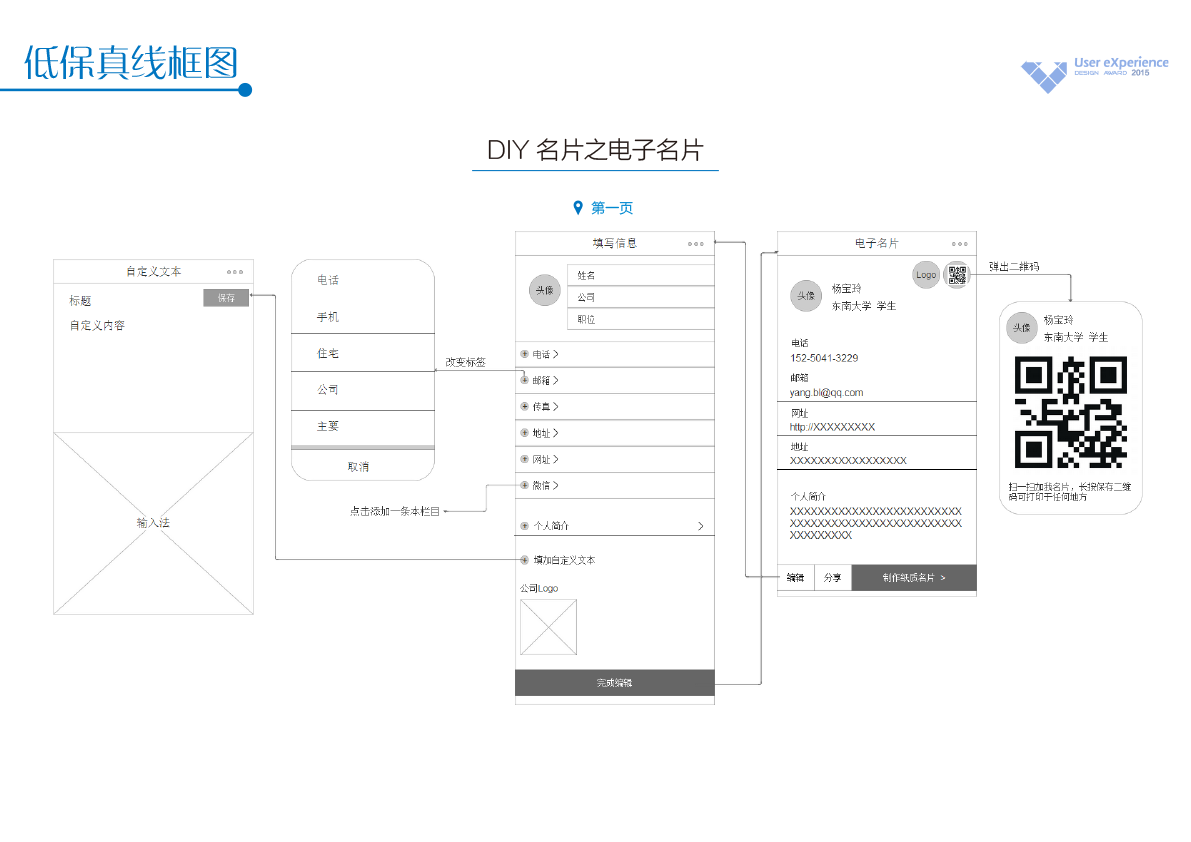 低保真线框图
User eXperience
DESIGN AWARD 2015
DIY 名片之电子名片
第一页
自定义文本
标题
保存
自定义内容
输入法
电话
手机
住宅
公司
主要
取消
改变标签
点击添加一条本栏目
填写信息
头像
姓名
公司
职位
电话
邮箱
传真
地址
网址
微信
个人简介
填加自定义文本
公司Logo
完成编辑
电子名片
Logo
头像
杨宝玲
东南大学 学生
电话
152-5041-3229
邮箱
yang.bl@qq.com
网址
http://XXXXXXXXX
地址
XXXXXXXXXXXXXXXXX
个人简介
XXXXXXXXXXXXXXXXXXXXXXXXX
XXXXXXXXXXXXXXXXXXXXXXXXX
XXXXXXXXX
编辑
分享
制作纸质名片 >
弹出二维码
头像
杨宝玲
东南大学 学生
扫一扫加我名片，长按保存二维
码可打印于任何地方